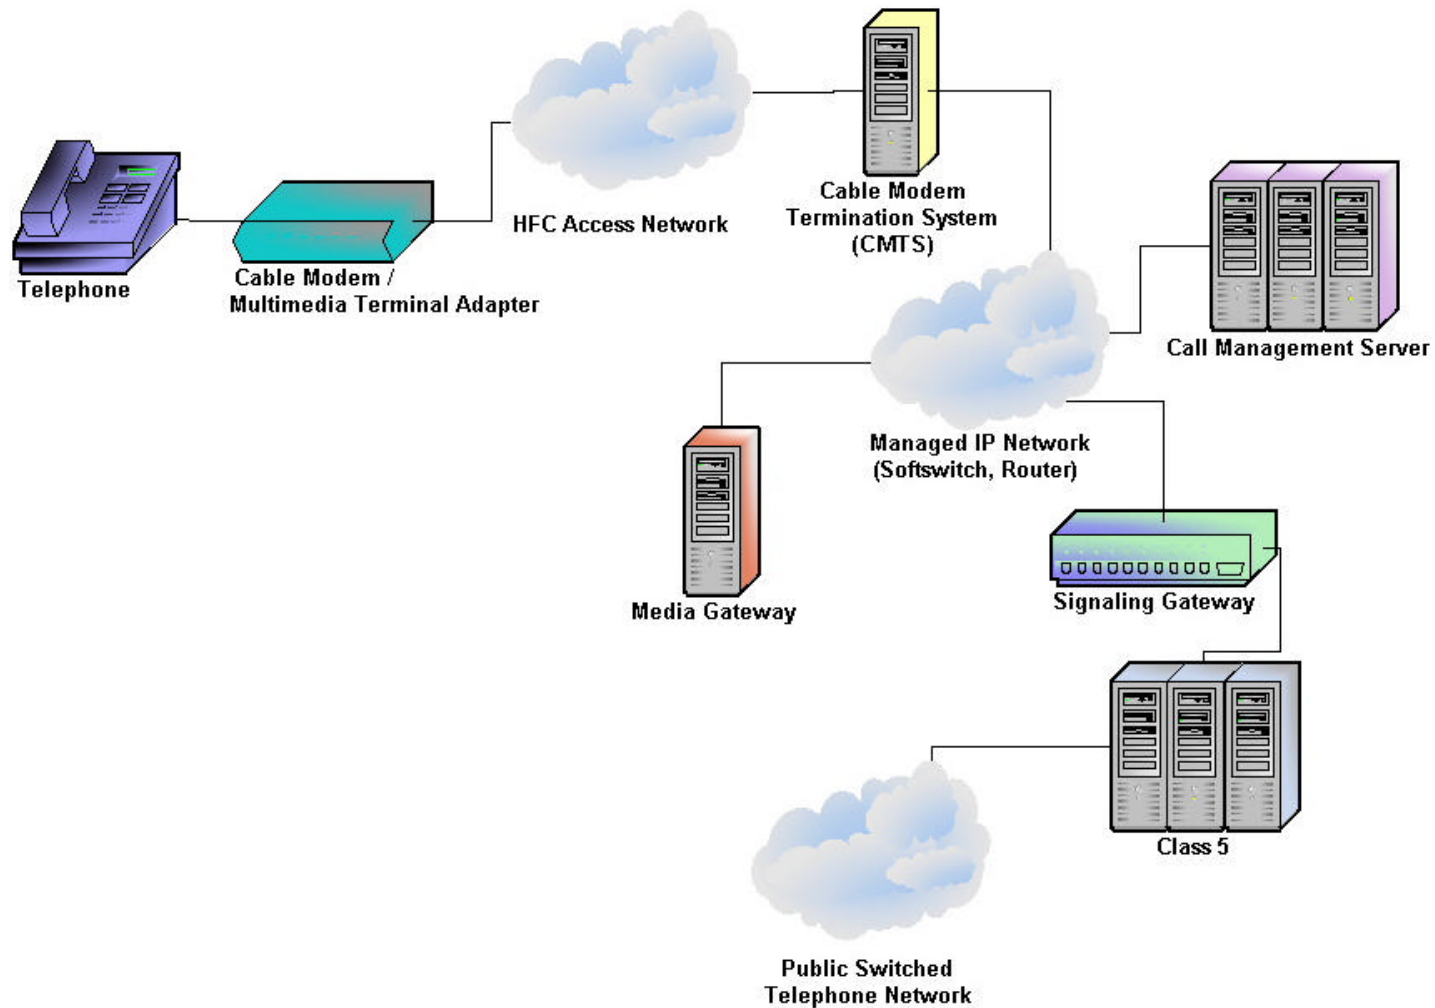 Telephone
Cable Modem /
Multimedia Terminal Adapter
HFC Access Network
Cable Modem
Termination System
(CMTS)
Call Management Server
Managed IP Network
(Softswitch, Router)
Media Gateway
Signaling Gateway
Class 5
Public Switched
Telephone Network